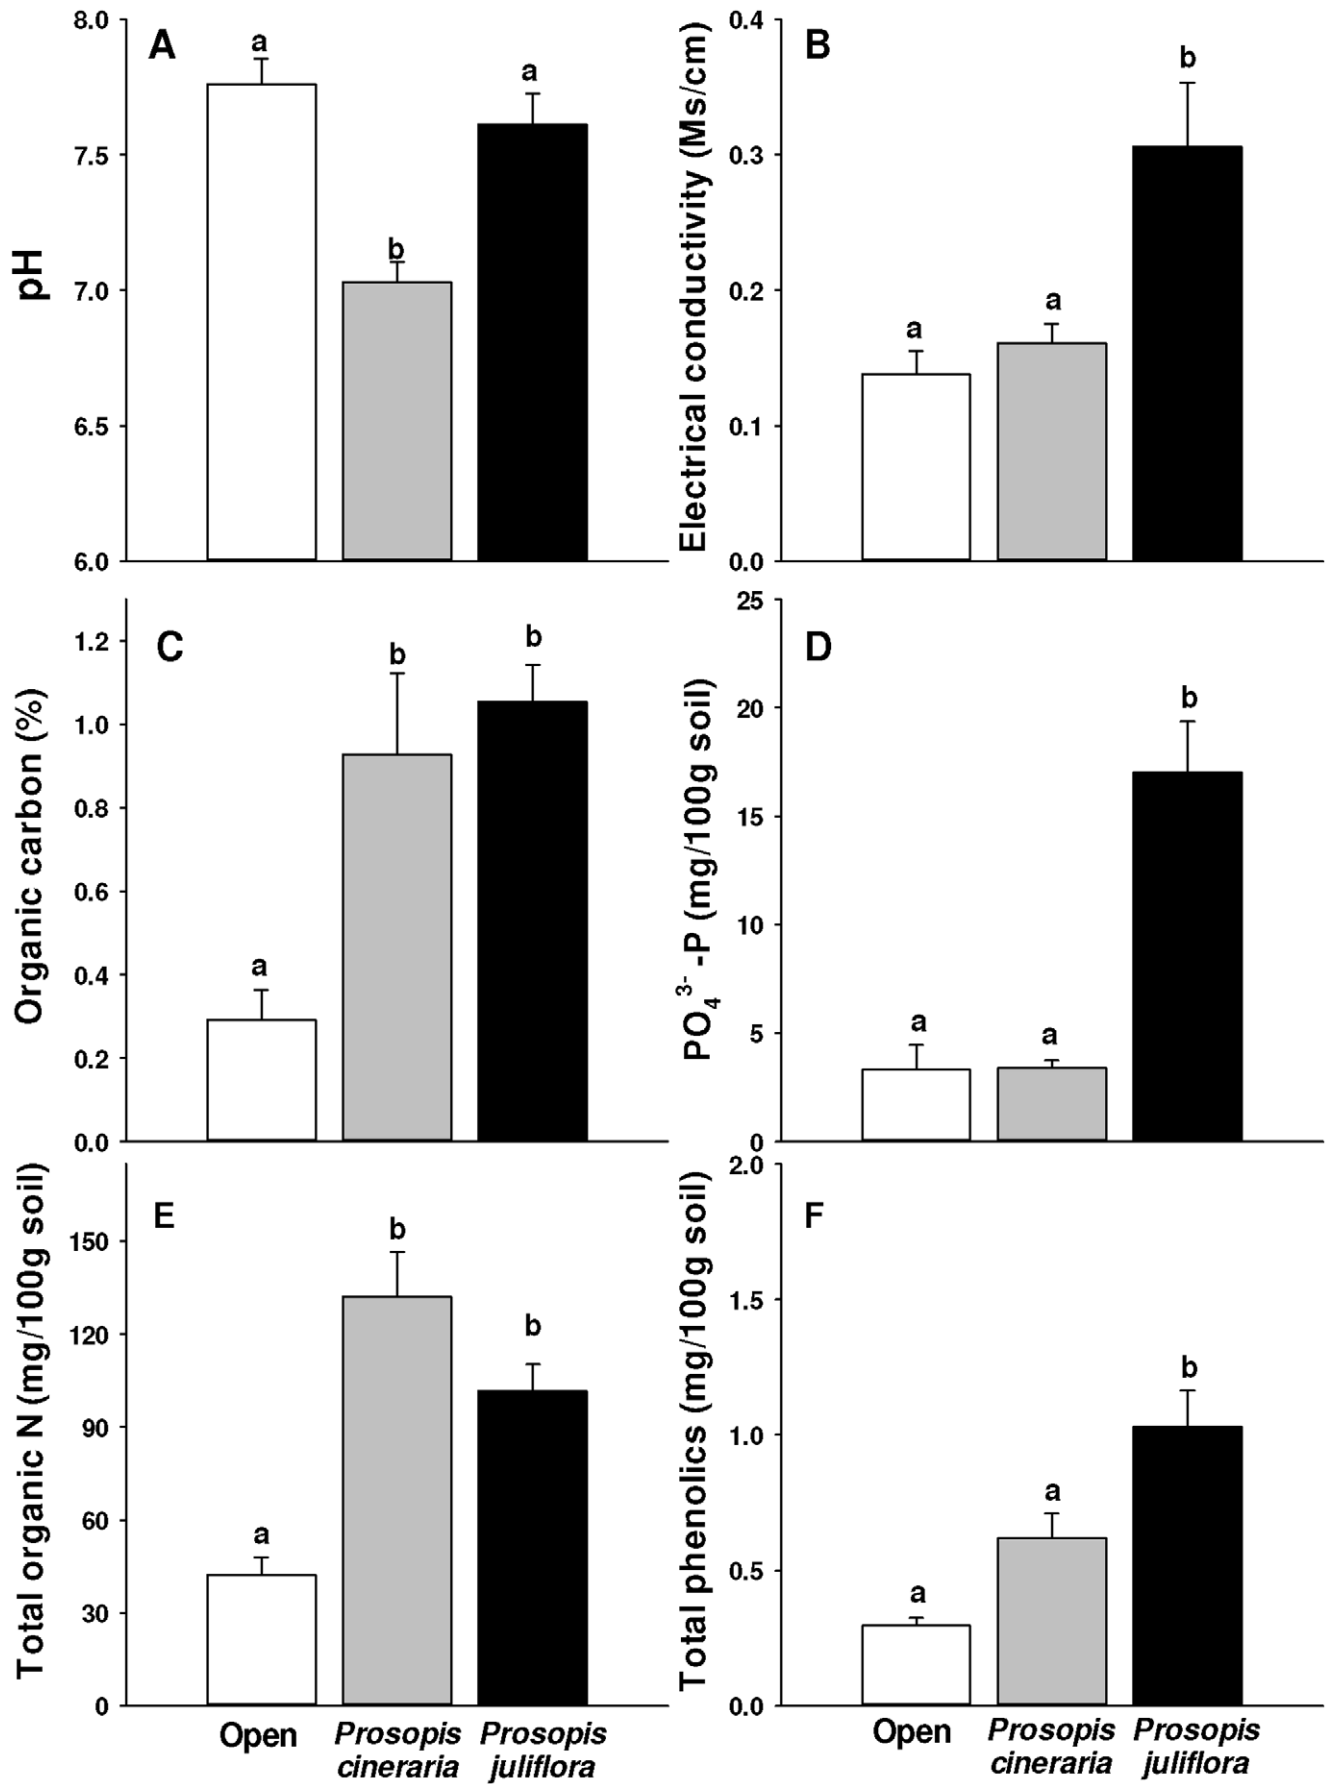 A
pH
8.0
7.5
7.0
6.5
6.0
a
b
a
B
Electrical conductivity (Ms/cm)
0.4
0.3
0.2
0.1
0.0
a
a
b
C
Organic carbon (%)
1.2
1.0
0.8
0.6
0.4
0.2
0.0
a
b
b
D
PO₄³⁻ -P (mg/100g soil)
25
20
15
10
5
0
a
a
b
E
Total organic N (mg/100g soil)
150
120
90
60
30
0
a
b
b
Open
Prosopis
cineraria
Prosopis
juliflora
F
Total phenolics (mg/100g soil)
2.0
1.5
1.0
0.5
0.0
a
a
b
Open
Prosopis
cineraria
Prosopis
juliflora